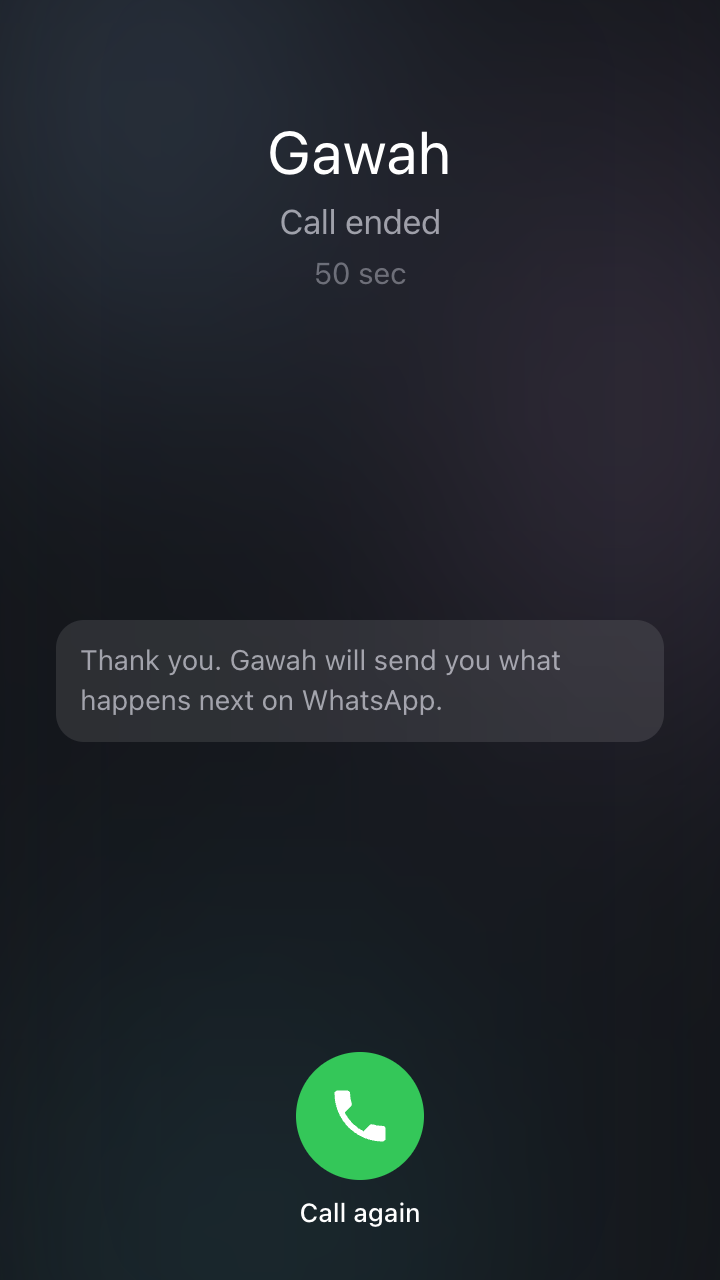 Gawah
Call ended
50 sec
Thank you. Gawah will send you what
happens next on WhatsApp.
Call again